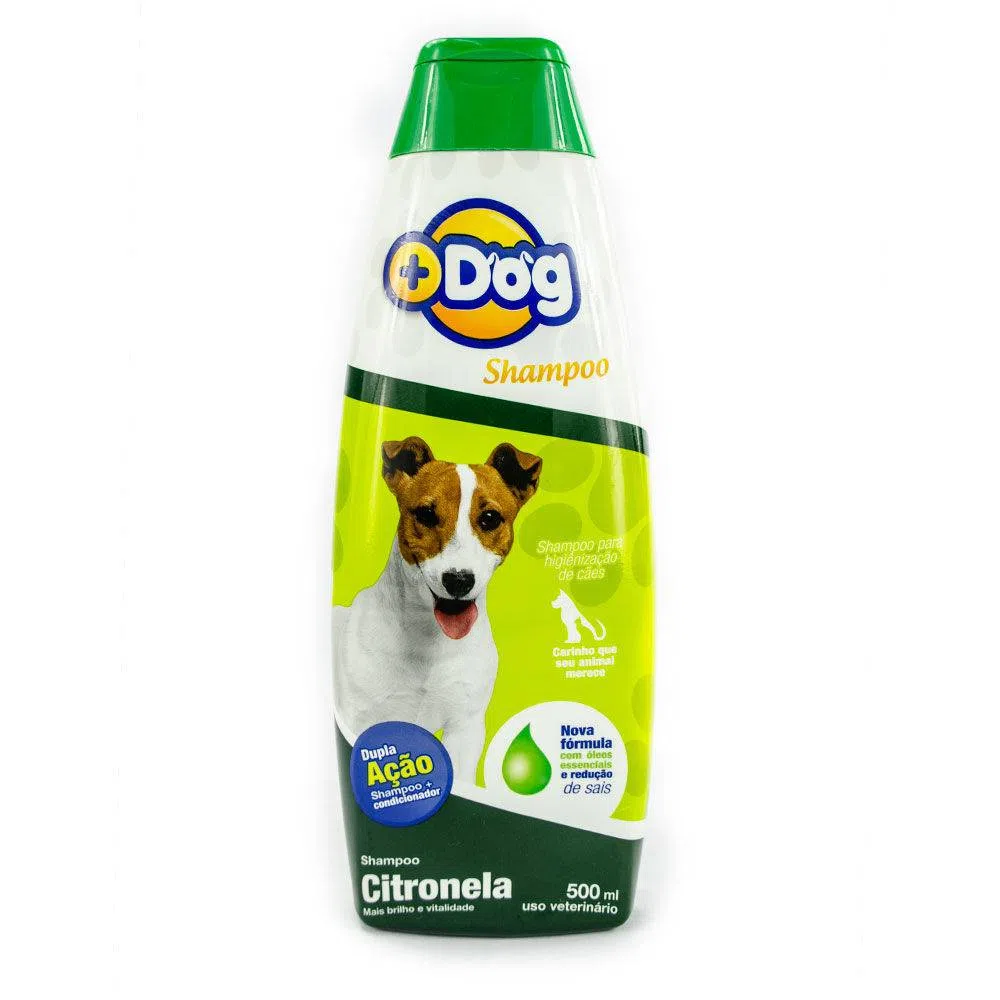 +Dog
Shampoo
Shampoo para
higienização
de cães
Carinho que
seu animal
merece
Nova
fórmula
com óleos
essenciais
e redução
de sais
Dupla
Ação
Shampoo +
condicionador
Shampoo
Citronela
Mais brilho e vitalidade
500 ml
uso veterinário